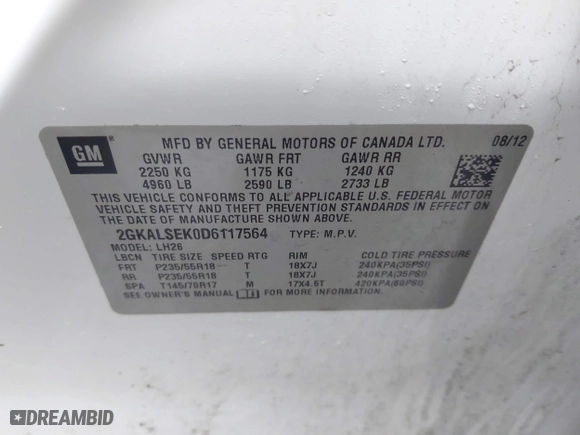 GM
MFD BY GENERAL MOTORS OF CANADA LTD. 08/12
GVWR GAWR FRT GAWR RR
2250 KG 1175 KG 1240 KG
4960 LB 2590 LB 2733 LB
THIS VEHICLE CONFORMS TO ALL APPLICABLE U.S. FEDERAL MOTOR
VEHICLE SAFETY AND THEFT PREVENTION STANDARDS IN EFFECT ON
THE DATE OF MANUFACTURE SHOWN ABOVE.
2GKALSEK0D6117564 TYPE: M.P.V.
MODEL: LH26
LBCN TIRE SIZE SPEED RTG RIM COLD TIRE PRESSURE
FRT P235/55R18 T 18X7J 240KPA(35PSI)
RR P235/55R18 T 18X7J 240KPA(35PSI)
SPA T145/70R17 M 17X4.5T 420KPA(60PSI)
SEE OWNER'S MANUAL FOR MORE INFORMATION.
DREAMBID